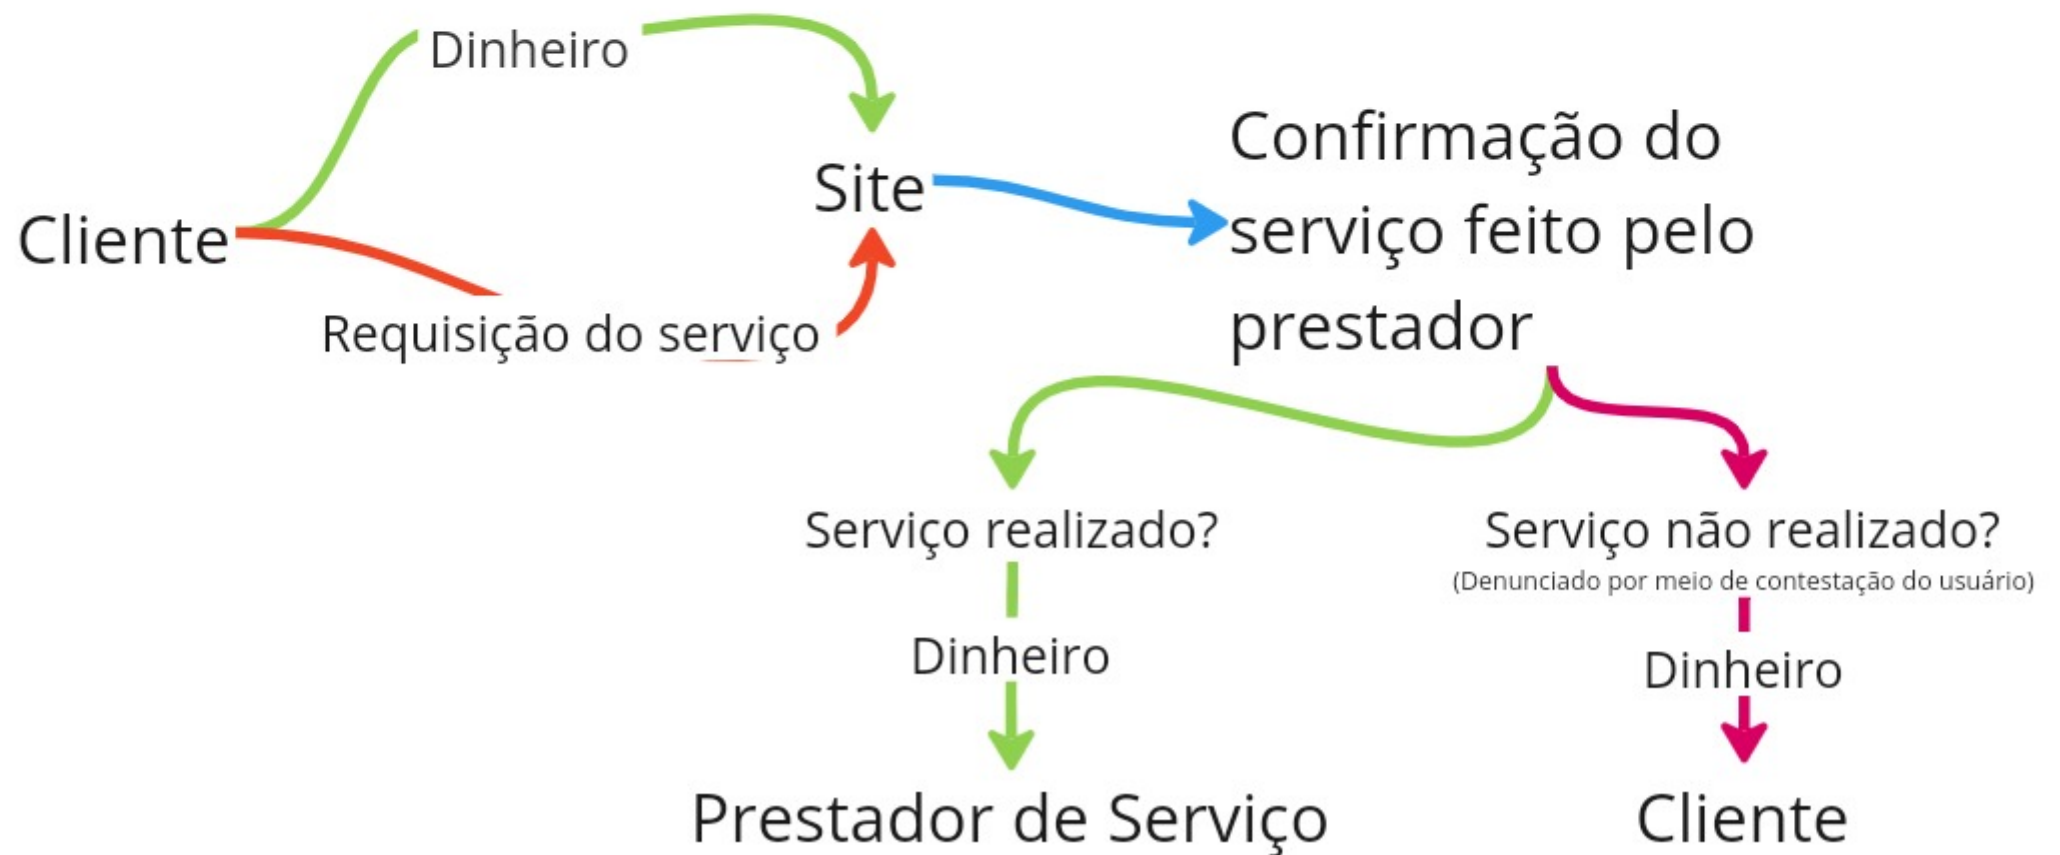 Dinheiro
Site
Cliente
Requisição do serviço
Confirmação do
serviço feito pelo
prestador
Serviço realizado?
Serviço não realizado?
(Denunciado por meio de contestação do usuário)
Dinheiro
Dinheiro
Prestador de Serviço
Cliente